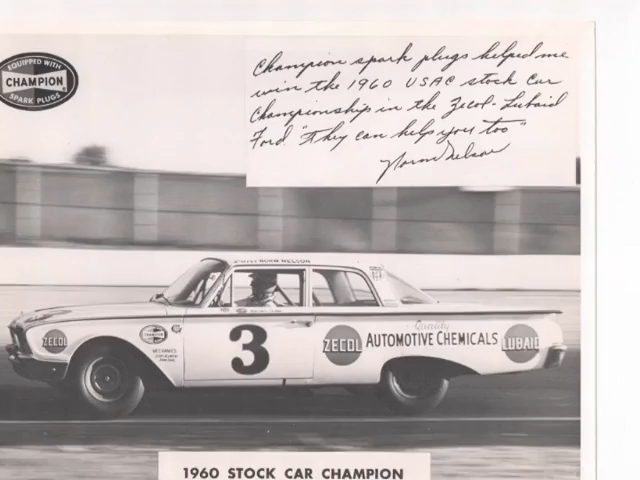 EQUIPPED WITH
CHAMPION
SPARK PLUGS
Champion spark plugs helped me
win the 1960 USAC stock car
Championship in the Zecol-Lubaid
Ford "They can help you too"
Norm Nelson
NORM NELSON
ZECOL
CHAMPION
MECHANICS
3
ZECOL
Quality
AUTOMOTIVE CHEMICALS
LUBAID
1960 STOCK CAR CHAMPION